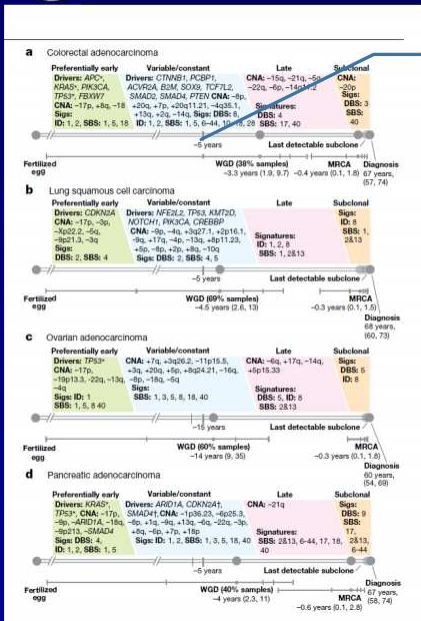 a Colorectal adenocarcinoma
Preferentially early Variable/constant Late Subclonal
Drivers: APC*,
KRAS*, PIK3CA,
TP53*, FBXW7
CNA: -17p, +8q, -18
Sigs:
ID: 1, 2, SBS: 1, 5, 18
Drivers: CTNNB1, PCBP1,
ACVR2A, B2M, SOX9, TCF7L2,
SMAD2, SMAD4, PTEN CNA: -8p,
+20q, +7p, +20q11.21, -4q35.1,
+13q, +2q, -14q, Sigs: DBS: 8,
ID: 1, 2, SBS: 1, 5, 6-44, 28
CNA: -15q, -21q, -5q,
-22q, -6p,
Signatures:
DBS: 4
SBS: 17, 40
CNA:
-20p
Sigs:
DBS: 3
SBS:
40
~5 years Last detectable subclone
Fertilized
egg
WGD (38% samples)
~3.3 years (1.9, 9.7)
MRCA
~0.4 years (0.1, 1.8)
Diagnosis
67 years,
(57, 74)
b Lung squamous cell carcinoma
Preferentially early Variable/constant Late Subclonal
Drivers: CDKN2A
CNA: -17p, -3p,
-Xp22.2, -5q,
-9p21.3, -3q
Sigs:
DBS: 2, SBS: 4
Drivers: NFE2L2, TP53, KMT2D,
NOTCH1, PIK3CA, CREBBP
CNA: -9p, -4q, +3q27.1, +2p16.1,
-9q, +17q, -4p, -13q, +8p11.23,
+5p, -8p, +2p, +8q, -10q
Sigs: DBS: 2, SBS: 4, 5
Signatures:
ID: 1, 2, 8
SBS: 1, 2&13
Sigs:
ID: 8
SBS: 1,
2&13
~5 years Last detectable subclone
Fertilized
egg
WGD (69% samples)
~4.5 years (2.6, 13)
MRCA
~0.3 years (0.1, 1.5)
Diagnosis
68 years,
(60, 73)
c Ovarian adenocarcinoma
Preferentially early Variable/constant Late Subclonal
Drivers: TP53*
CNA: -17p,
-19p13.3, -22q, -13q,
-4q
Sigs: ID: 1
SBS: 1, 5, 8 40
CNA: +7q, +3q26.2, -11p15.5,
+3q, +20q, +5p, +8q24.21, -16q,
-8p, -18q, -5q
Sigs:
SBS: 1, 3, 5, 8, 18, 40
CNA: -6q, +17q, -14q,
+5p15.33
Signatures:
DBS: 5, ID: 8
SBS: 2&13
Sigs:
DBS: 5
ID: 8
~15 years Last detectable subclone
Fertilized
egg
WGD (60% samples)
~14 years (9, 35)
MRCA
~0.3 years (0.1, 1.8)
Diagnosis
60 years,
(54, 69)
d Pancreatic adenocarcinoma
Preferentially early Variable/constant Late Subclonal
Drivers: KRAS*,
TP53*, CNA: -17p,
-9p, -ARID1A, -18q,
-9p213, -SMAD4
Sigs: DBS: 4,
ID: 1, 2, SBS: 1, 5
Drivers: ARID1A, CDKN2A†,
SMAD4† CNA: -1p36.23, -6p25.3,
-6p, +1q, -9q, +13q, -6q, -22q, -3p,
+8q, -6p, +7p, +18p
Sigs: ID: 1, 2, SBS: 1, 3, 5, 18, 40
CNA: -21q
Signatures:
SBS: 2&13, 6-44, 17, 18,
40
Sigs:
DBS: 9
SBS:
17,
2&13,
6-44
~5 years Last detectable subclone
Fertilized
egg
WGD (40% samples)
~4 years (2.3, 11)
MRCA
~0.6 years (0.1, 2.8)
Diagnosis
67 years,
(58, 74)